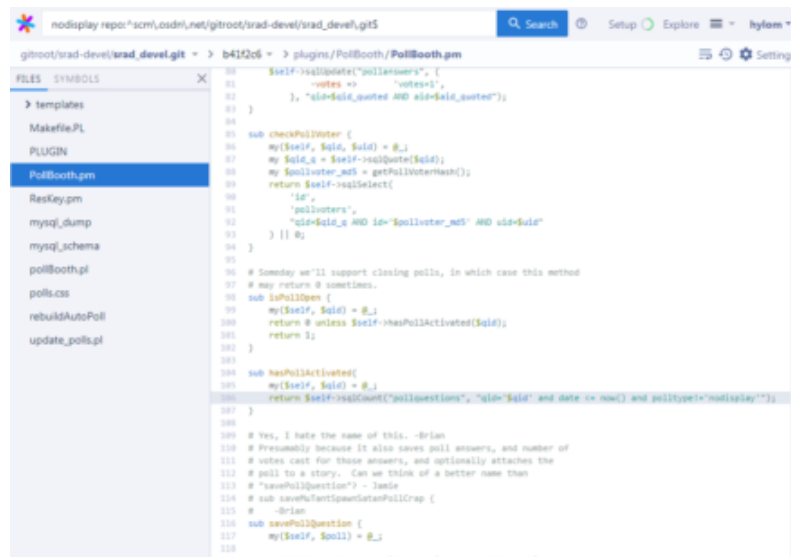 nodisplay repo:^scm\.osdn\.net/gitroot/srad-devel/srad_devel\.git$ Search Setup Explore hylom
gitroot/srad-devel/srad_devel.git > b41f2c6 > plugins/PollBooth/PollBooth.pm Setting
FILES SYMBOLS
templates
Makefile.PL
PLUGIN
PollBooth.pm
ResKey.pm
mysql_dump
mysql_schema
pollBooth.pl
polls.css
rebuildAutoPoll
update_polls.pl
80 $self->sqlUpdate("pollanswers", {
81 -votes => 'votes+1',
82 }, "qid=$qid_quoted AND aid=$aid_quoted");
83 }
84
85 sub checkPollVoter {
86 my($self, $qid, $uid) = @_;
87 my $qid_q = $self->sqlQuote($qid);
88 my $pollvoter_md5 = getPollVoterHash();
89 return $self->sqlSelect(
90 'id',
91 'pollvoters',
92 "qid=$qid_q AND id='$pollvoter_md5' AND uid=$uid"
93 ) || 0;
94 }
95
96 # Someday we'll support closing polls, in which case this method
97 # may return 0 sometimes.
98 sub isPollOpen {
99 my($self, $qid) = @_;
100 return 0 unless $self->hasPollActivated($qid);
101 return 1;
102 }
103
104 sub hasPollActivated{
105 my($self, $qid) = @_;
106 return $self->sqlCount("pollquestions", "qid='$qid' and date <= now() and polltype!='nodisplay'");
107 }
108
109 # Yes, I hate the name of this. -Brian
110 # Presumably because it also saves poll answers, and number of
111 # votes cast for those answers, and optionally attaches the
112 # poll to a story. Can we think of a better name than
113 # "savePollQuestion"? - Jamie
114 # sub saveMuTantSpawnSatanPollCrap {
115 # -Brian
116 sub savePollQuestion {
117 my($self, $poll) = @_;
118